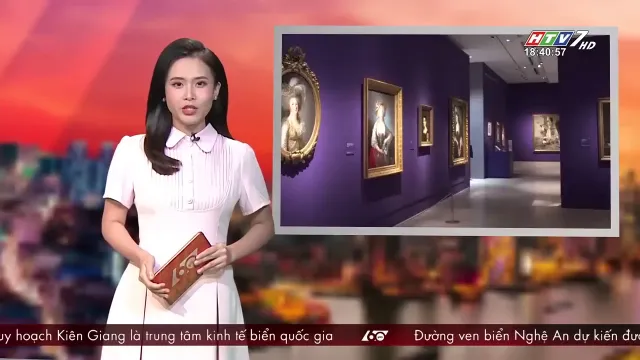 HTV7 HD
18:40:57
uy hoạch Kiên Giang là trung tâm kinh tế biển quốc gia 60 Đường ven biển Nghệ An dự kiến đư